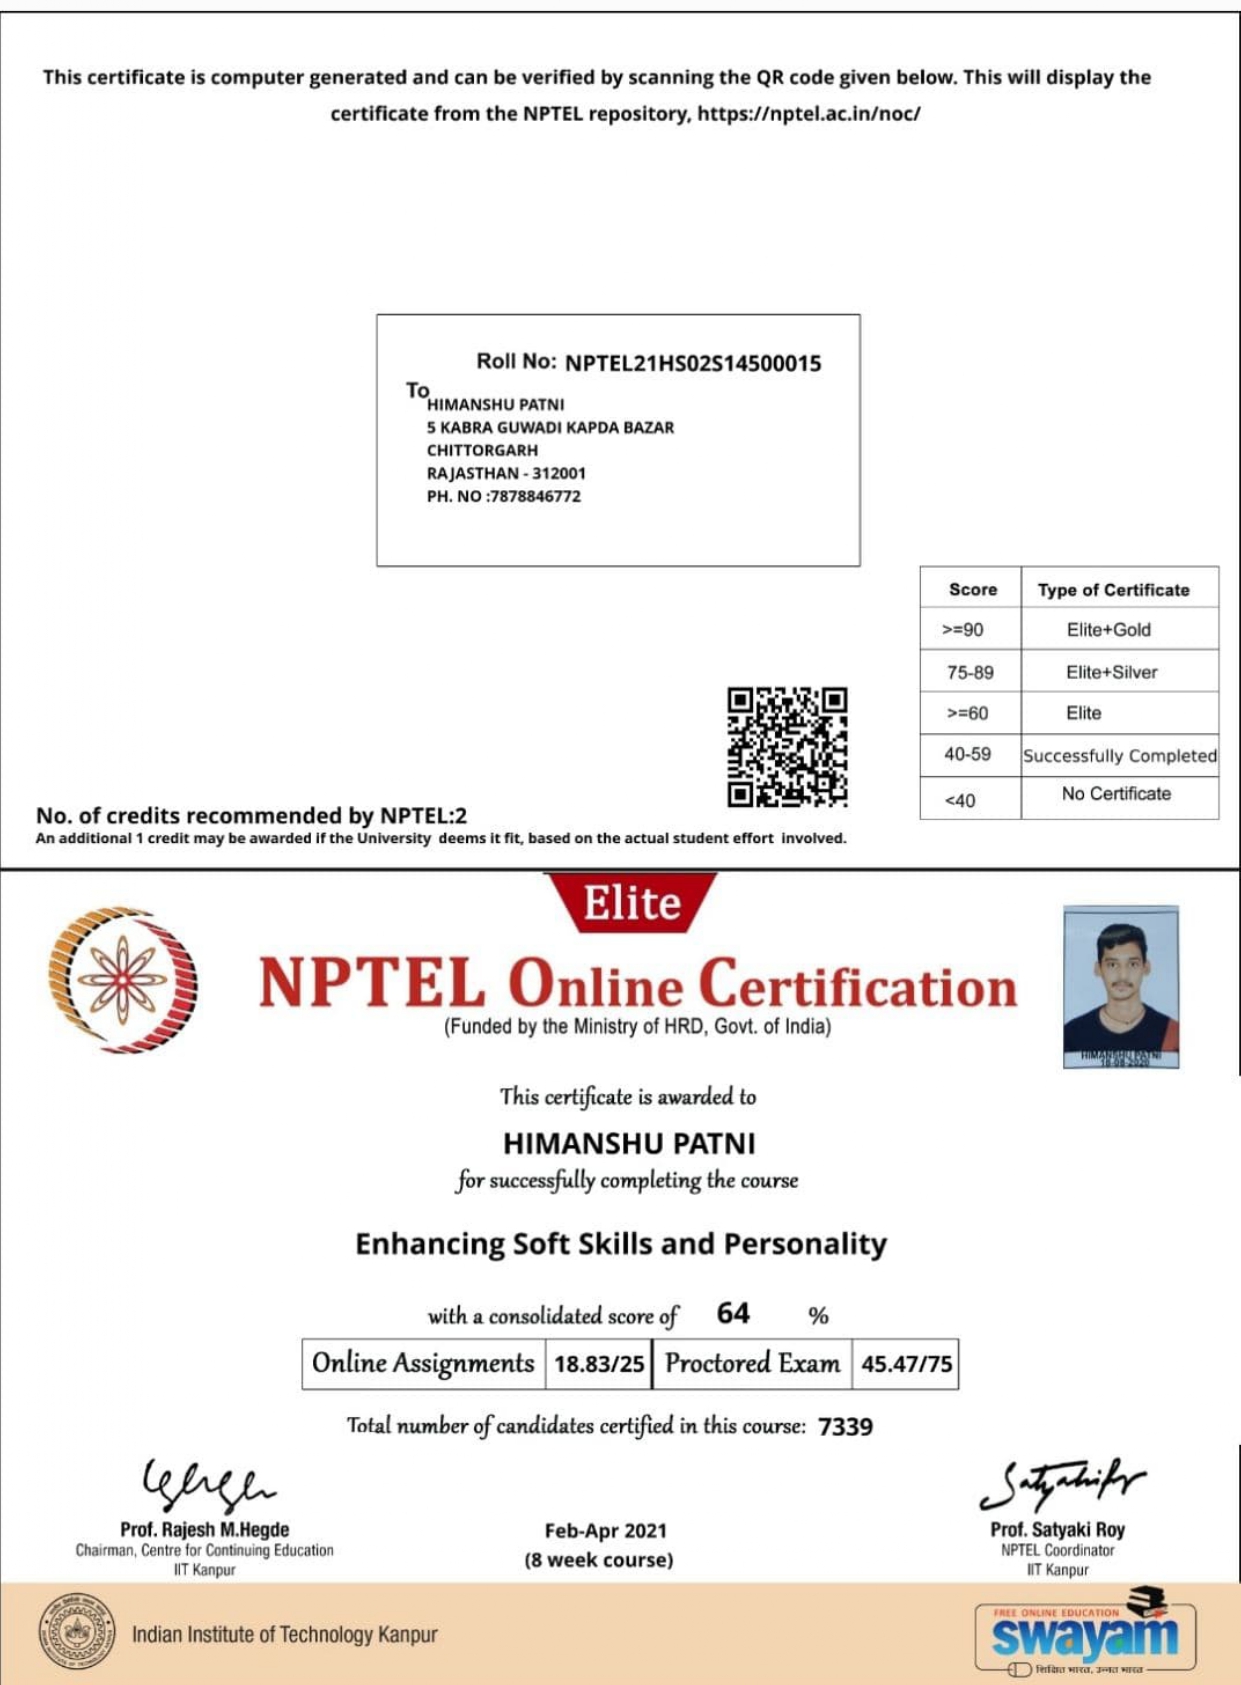 This certificate is computer generated and can be verified by scanning the QR code given below. This will display the
certificate from the NPTEL repository, https://nptel.ac.in/noc/
Roll No: NPTEL21HS02S14500015
To
HIMANSHU PATNI
5 KABRA GUWADI KAPDA BAZAR
CHITTORGARH
RAJASTHAN - 312001
PH. NO :7878846772
Score Type of Certificate
>=90 Elite+Gold
75-89 Elite+Silver
>=60 Elite
40-59 Successfully Completed
<40 No Certificate
No. of credits recommended by NPTEL:2
An additional 1 credit may be awarded if the University deems it fit, based on the actual student effort involved.
Elite
NPTEL Online Certification
(Funded by the Ministry of HRD, Govt. of India)
HIMANSHU PATNI
This certificate is awarded to
HIMANSHU PATNI
for successfully completing the course
Enhancing Soft Skills and Personality
with a consolidated score of 64 %
Online Assignments 18.83/25 Proctored Exam 45.47/75
Total number of candidates certified in this course: 7339
Prof. Rajesh M.Hegde
Chairman, Centre for Continuing Education
IIT Kanpur
Feb-Apr 2021
(8 week course)
Prof. Satyaki Roy
NPTEL Coordinator
IIT Kanpur
Indian Institute of Technology Kanpur
FREE ONLINE EDUCATION
swayam
शिक्षित भारत, उन्नत भारत